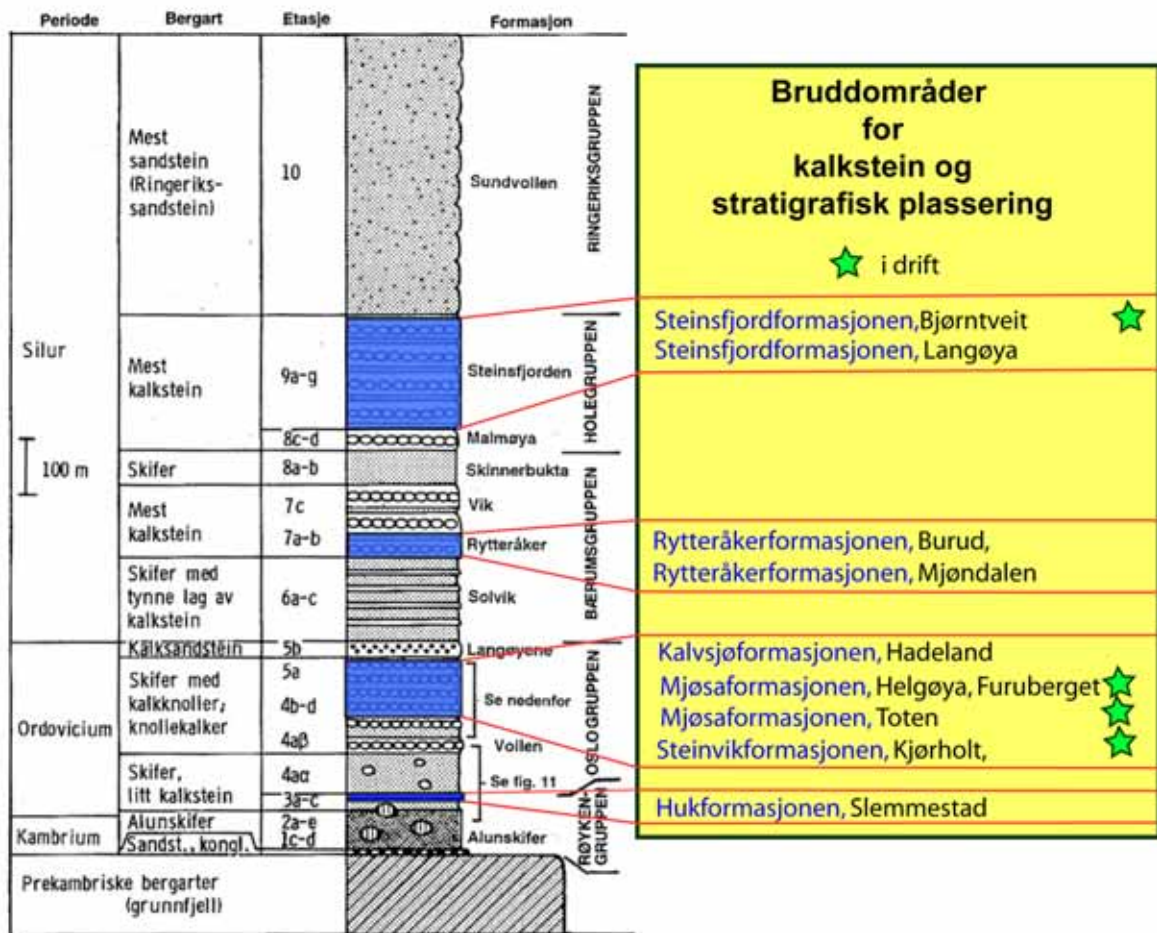 Periode Bergart Etasje Formasjon
Mest
sandstein
(Ringeriks-
sandstein)
10
Sundvollen
RINGERIKSGRUPPEN
Silur
Mest
kalkstein
9a-g
Steinsfjorden
HOLEGRUPPEN
8c-d
Malmøya
100 m
Skifer
8a-b
Skinnerbukta
Mest
kalkstein
7c
Vik
7a-b
Rytteråker
BÆRUMSGRUPPEN
Skifer med
tynne lag av
kalkstein
6a-c
Solvik
Kalksandstein
5b
Langøyene
Ordovicium
Skifer med
kalkknoller;
knollekalker
5a
4b-d
4aβ
Se nedenfor
Vollen
OSLOGRUPPEN
Skifer,
litt kalkstein
4aα
3a-c
Se fig. 11
RØYKEN-
GRUPPEN
Kambrium
Alunskifer
2a-e
Sandst., kongl.
1c-d
Alunskifer
Prekambriske bergarter
(grunnfjell)
Bruddområder
for
kalkstein og
stratigrafisk plassering
i drift
Steinsfjordformasjonen,Bjørntveit
Steinsfjordformasjonen, Langøya
Rytteråkerformasjonen, Burud,
Rytteråkerformasjonen, Mjøndalen
Kalvsjøformasjonen, Hadeland
Mjøsaformasjonen, Helgøya, Furuberget
Mjøsaformasjonen, Toten
Steinvikformasjonen, Kjørholt,
Hukformasjonen, Slemmestad